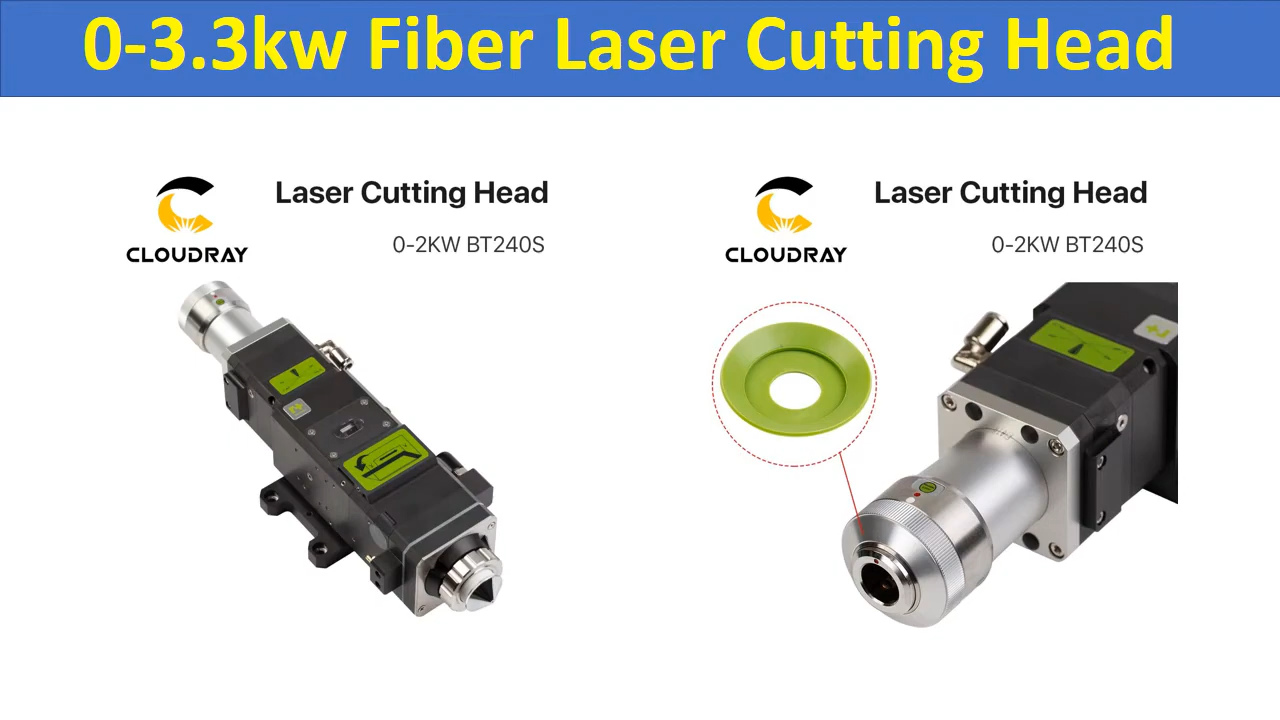 0-3.3kw Fiber Laser Cutting Head
CLOUDRAY
Laser Cutting Head
0-2KW BT240S
CLOUDRAY
Laser Cutting Head
0-2KW BT240S